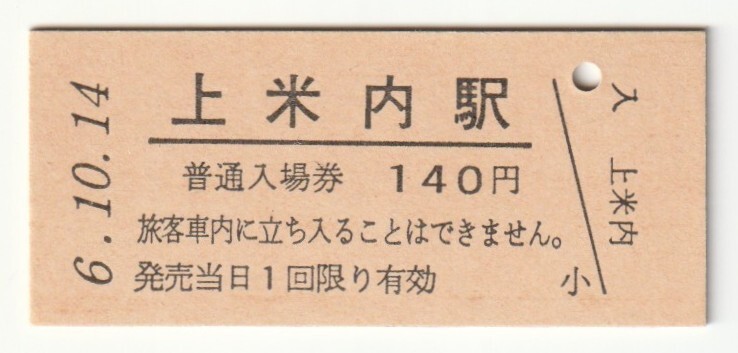 6.10.14
上米内駅
普通入場券 140円
旅客車内に立ち入ることはできません。
発売当日1回限り有効
小
入 上米内